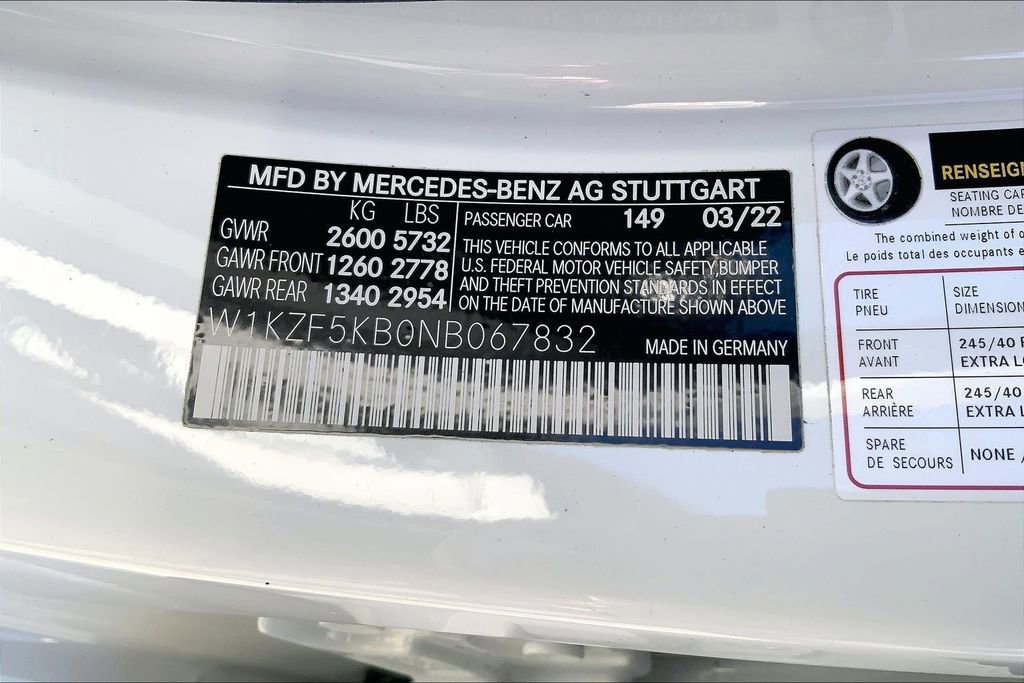 MFD BY MERCEDES-BENZ AG STUTTGART
KG LBS
GVWR 2600 5732
GAWR FRONT 1260 2778
GAWR REAR 1340 2954
PASSENGER CAR 149 03/22
THIS VEHICLE CONFORMS TO ALL APPLICABLE
U.S. FEDERAL MOTOR VEHICLE SAFETY, BUMPER
AND THEFT PREVENTION STANDARDS IN EFFECT
ON THE DATE OF MANUFACTURE SHOWN ABOVE
W1KZF5KB0NB067832
MADE IN GERMANY
RENSEIG
SEATING CA
NOMBRE DE
The combined weight of o
Le poids total des occupants e
TIRE
PNEU
SIZE
DIMENSION
FRONT
AVANT
245/40
EXTRA L
REAR
ARRIÈRE
245/40
EXTRA L
SPARE
DE SECOURS
NONE /